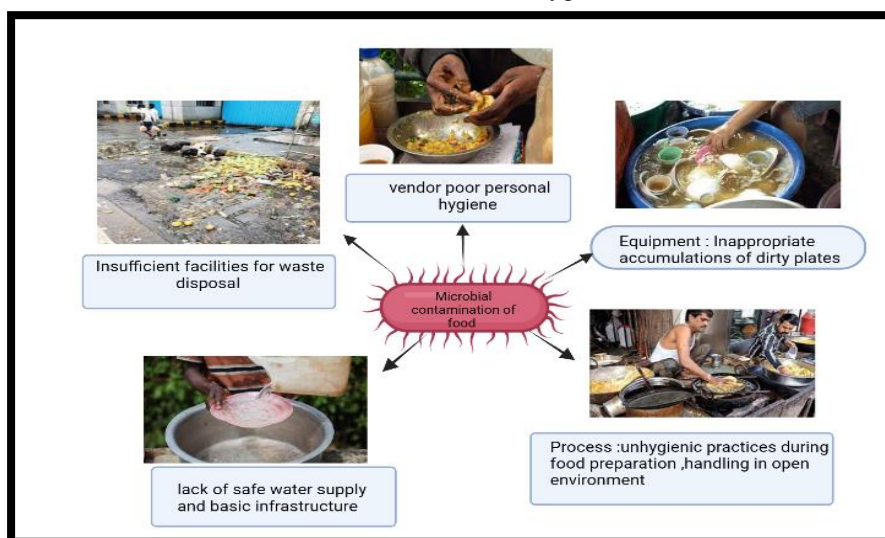 vendor poor personal
hygiene
Equipment : Inappropriate
accumulations of dirty plates
Insufficient facilities for waste
disposal
Microbial
contamination of
food
Process :unhygienic practices during
food preparation ,handling in open
environment
lack of safe water supply
and basic infrastructure